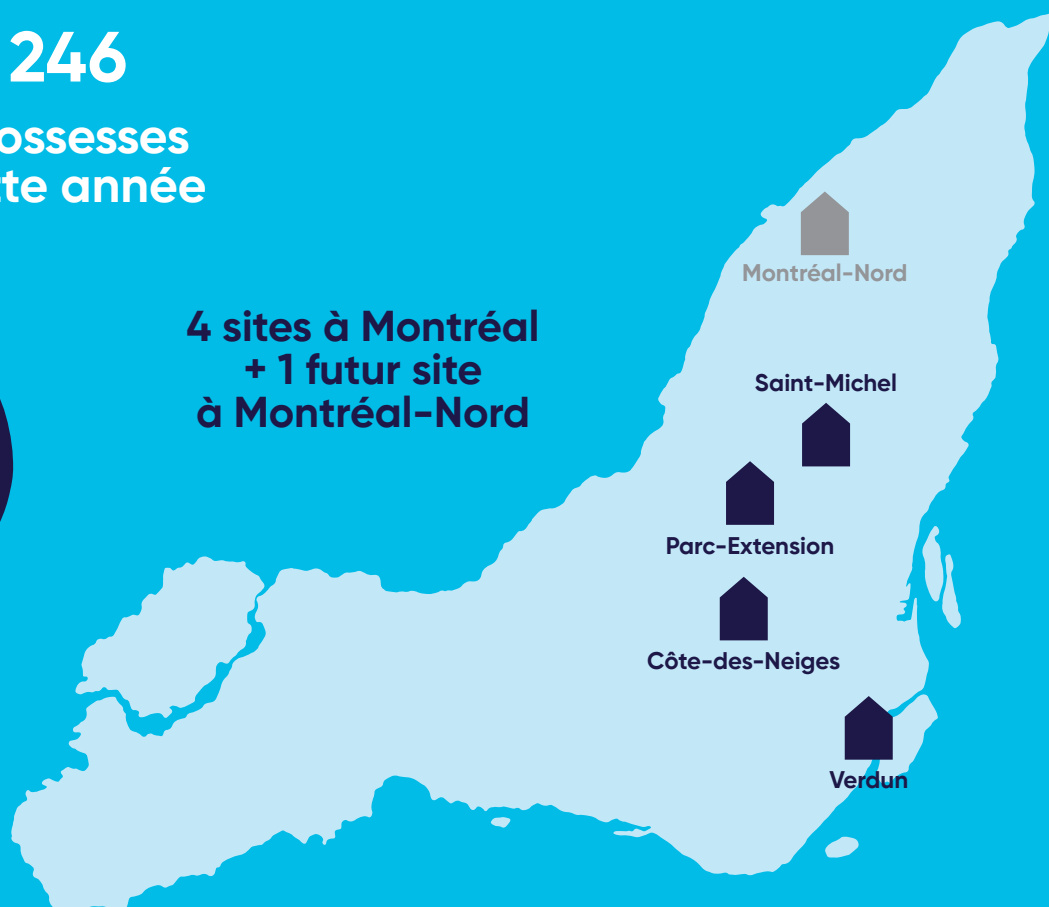 246
ossesses
te année
4 sites à Montréal
+ 1 futur site
à Montréal-Nord
Montréal-Nord
Saint-Michel
Parc-Extension
Côte-des-Neiges
Verdun